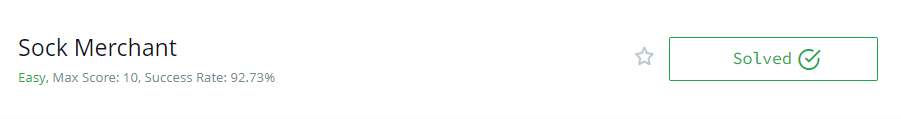 Sock Merchant
Solved
Easy, Max Score: 10, Success Rate: 92.73%